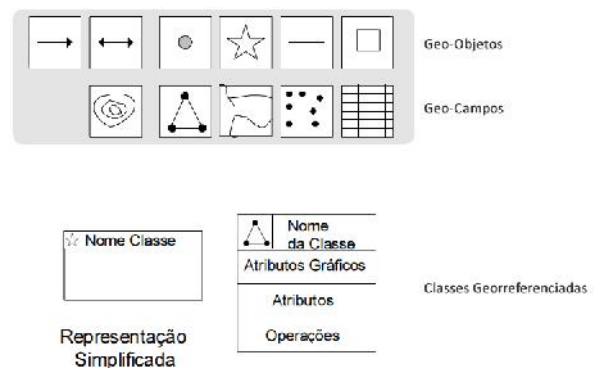 Geo-Objetos
Geo-Campos
Nome Classe
Representação
Simplificada
Nome
da Classe
Atributos Gráficos
Atributos
Operações
Classes Georreferenciadas